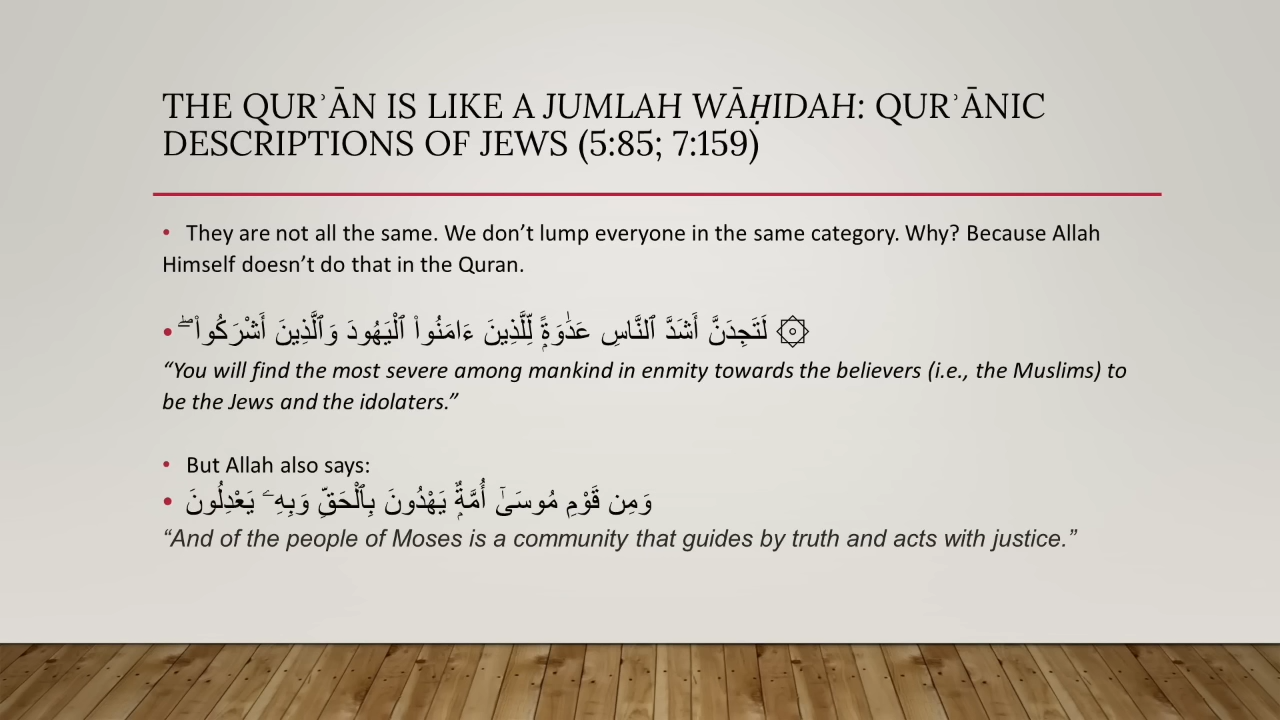 THE QURʾĀN IS LIKE A JUMLAH WĀḤIDAH: QURʾĀNIC
DESCRIPTIONS OF JEWS (5:85; 7:159)
• They are not all the same. We don’t lump everyone in the same category. Why? Because Allah
Himself doesn’t do that in the Quran.
• ۞ لَتَجِدَنَّ أَشَدَّ ٱلنَّاسِ عَدَٰوَةًۭ لِّلَّذِينَ ءَامَنُوا۟ ٱلْيَهُودَ وَٱلَّذِينَ أَشْرَكُوا۟ ۖ
“You will find the most severe among mankind in enmity towards the believers (i.e., the Muslims) to
be the Jews and the idolaters.”
• But Allah also says:
• وَمِن قَوْمِ مُوسَىٰٓ أُمَّةٌۭ يَهْدُونَ بِٱلْحَقِّ وَبِهِۦ يَعْدِلُونَ
“And of the people of Moses is a community that guides by truth and acts with justice.”